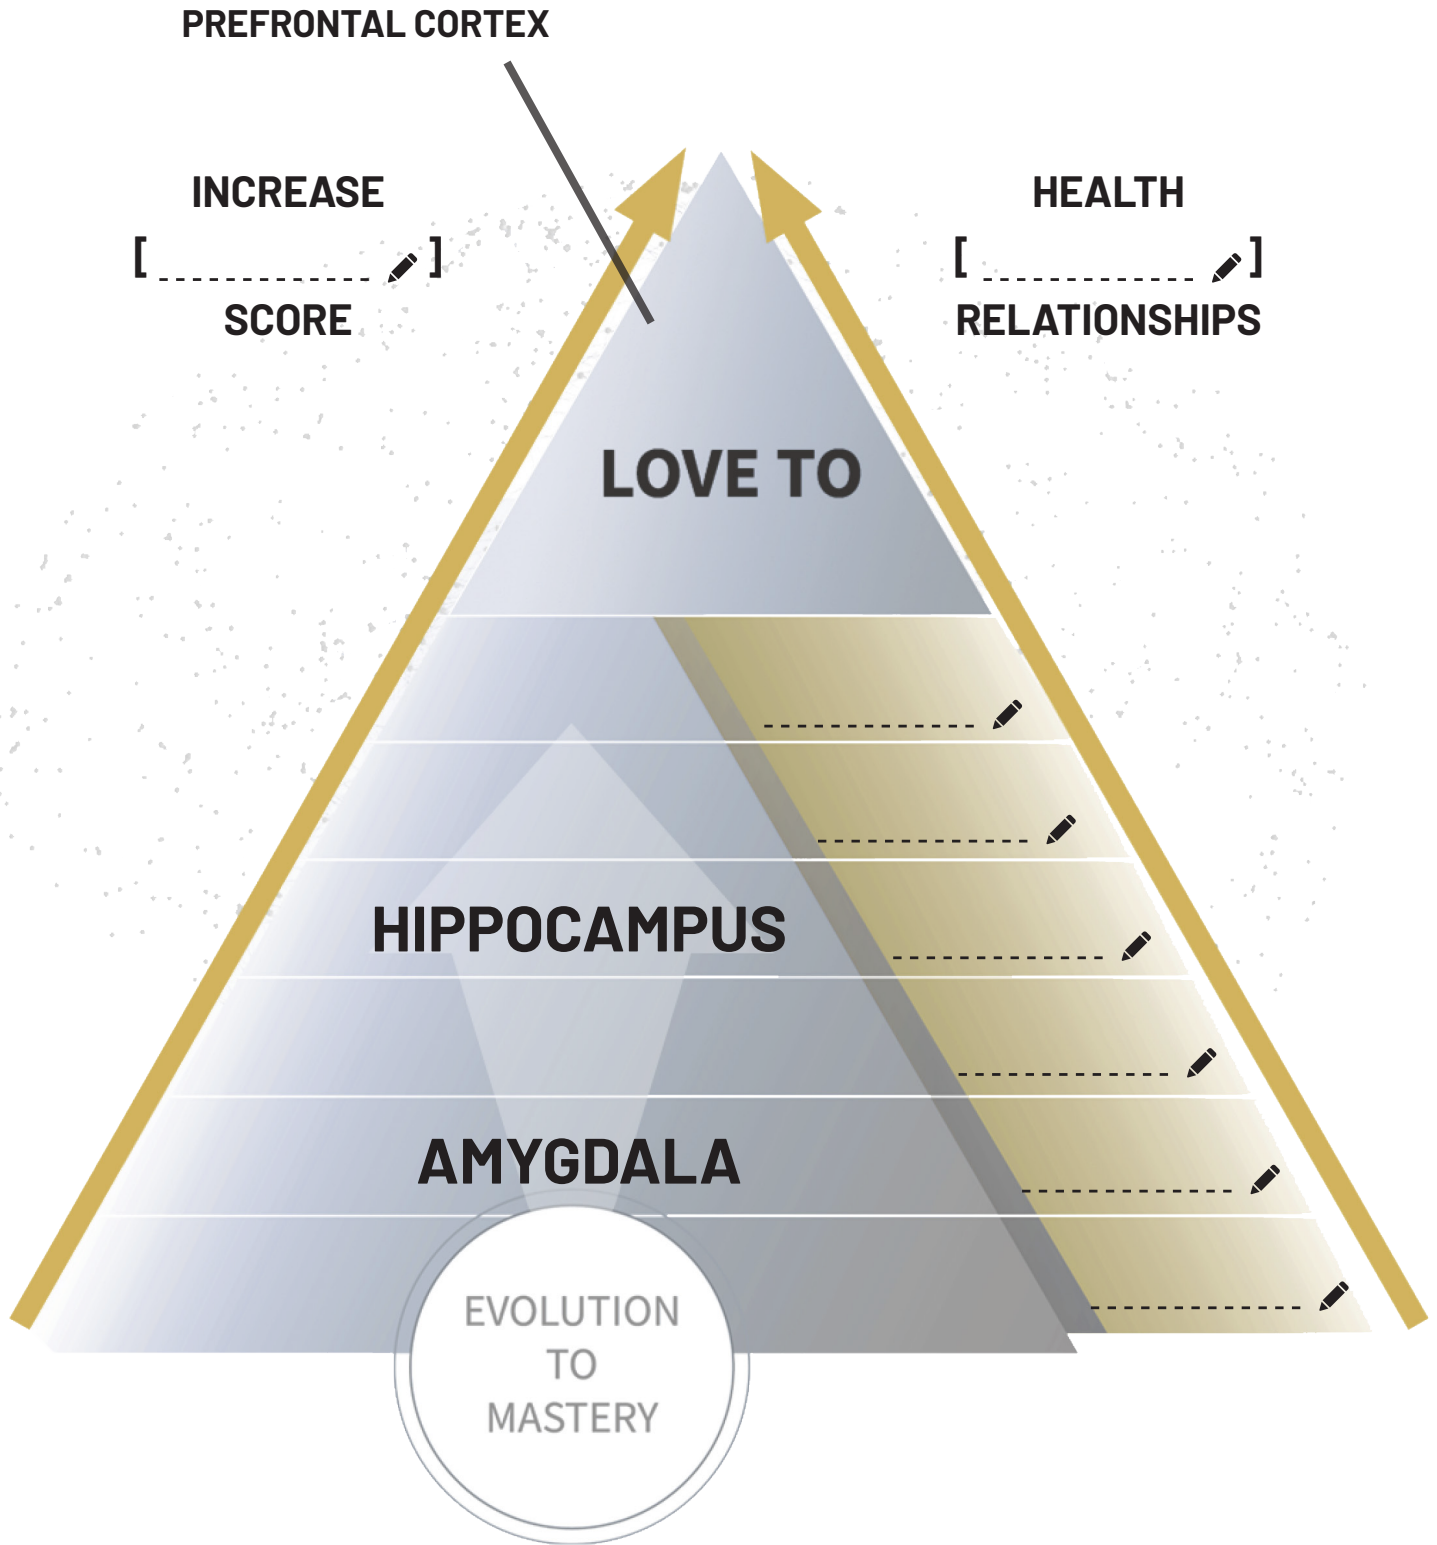 PREFRONTAL CORTEX
INCREASE
[ ]
SCORE
HEALTH
[ ]
RELATIONSHIPS
LOVE TO
HIPPOCAMPUS
AMYGDALA
EVOLUTION
TO
MASTERY